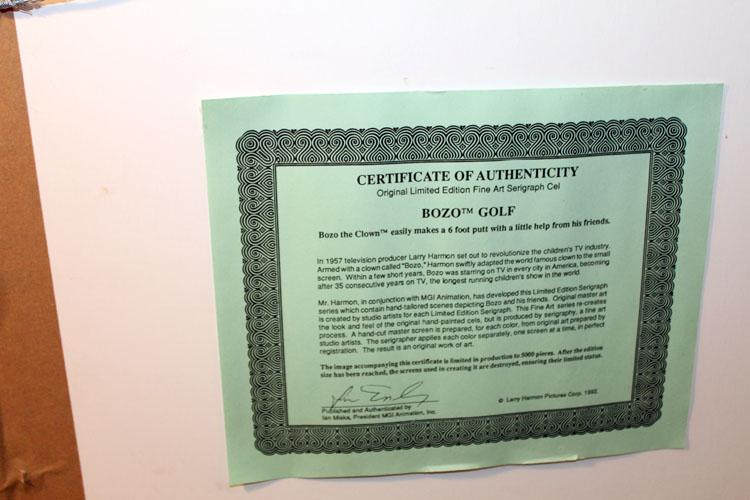 CERTIFICATE OF AUTHENTICITY
Original Limited Edition Fine Art Serigraph Cel
BOZO™ GOLF
Bozo the Clown™ easily makes a 6 foot putt with a little help from his friends.
In 1957 television producer Larry Harmon set out to revolutionize the children's TV industry.
Armed with a clown called "Bozo," Harmon swiftly adapted the world famous clown to the small
screen. Within a few short years, Bozo was starring on TV in every city in America, becoming
after 35 consecutive years on TV, the longest running children's show in the world.
Mr. Harmon, in conjunction with MGI Animation, has developed this Limited Edition Serigraph
series which contain hand-tailored scenes depicting Bozo and his friends. Original master art
is created by studio artists for each Limited Edition Serigraph. This Fine Art series re-creates
the look and feel of the original hand-painted cels, but is produced by serigraphy, a fine art
process. A hand-cut master screen is prepared, for each color, from original art prepared by
studio artists. The serigrapher applies each color separately, one screen at a time, in perfect
registration. The result is an original work of art.
The image accompanying this certificate is limited in production to 5000 pieces. After the edition
size has been reached, the screens used in creating it are destroyed, ensuring their limited status.
Published and Authenticated by
Ian Miska, President MGI Animation, Inc.
© Larry Harmon Pictures Corp. 1992